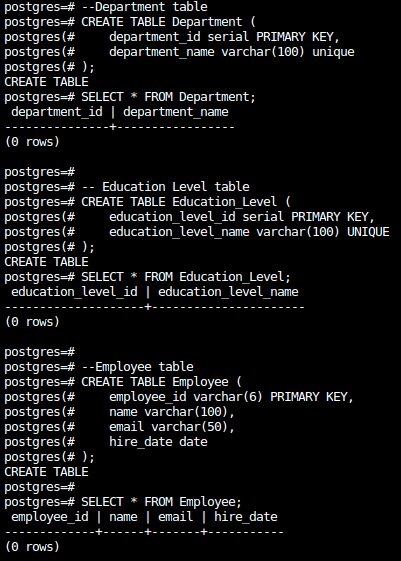 postgres=# --Department table
postgres=# CREATE TABLE Department (
postgres(#     department_id serial PRIMARY KEY,
postgres(#     department_name varchar(100) unique
postgres(# );
CREATE TABLE
postgres=# SELECT * FROM Department;
 department_id | department_name
---------------+-----------------
(0 rows)

postgres=#
postgres=# -- Education Level table
postgres=# CREATE TABLE Education_Level (
postgres(#     education_level_id serial PRIMARY KEY,
postgres(#     education_level_name varchar(100) UNIQUE
postgres(# );
CREATE TABLE
postgres=# SELECT * FROM Education_Level;
 education_level_id | education_level_name
--------------------+----------------------
(0 rows)

postgres=#
postgres=# --Employee table
postgres=# CREATE TABLE Employee (
postgres(#     employee_id varchar(6) PRIMARY KEY,
postgres(#     name varchar(100),
postgres(#     email varchar(50),
postgres(#     hire_date date
postgres(# );
CREATE TABLE
postgres=#
postgres=# SELECT * FROM Employee;
 employee_id | name | email | hire_date
-------------+------+-------+-----------
(0 rows)